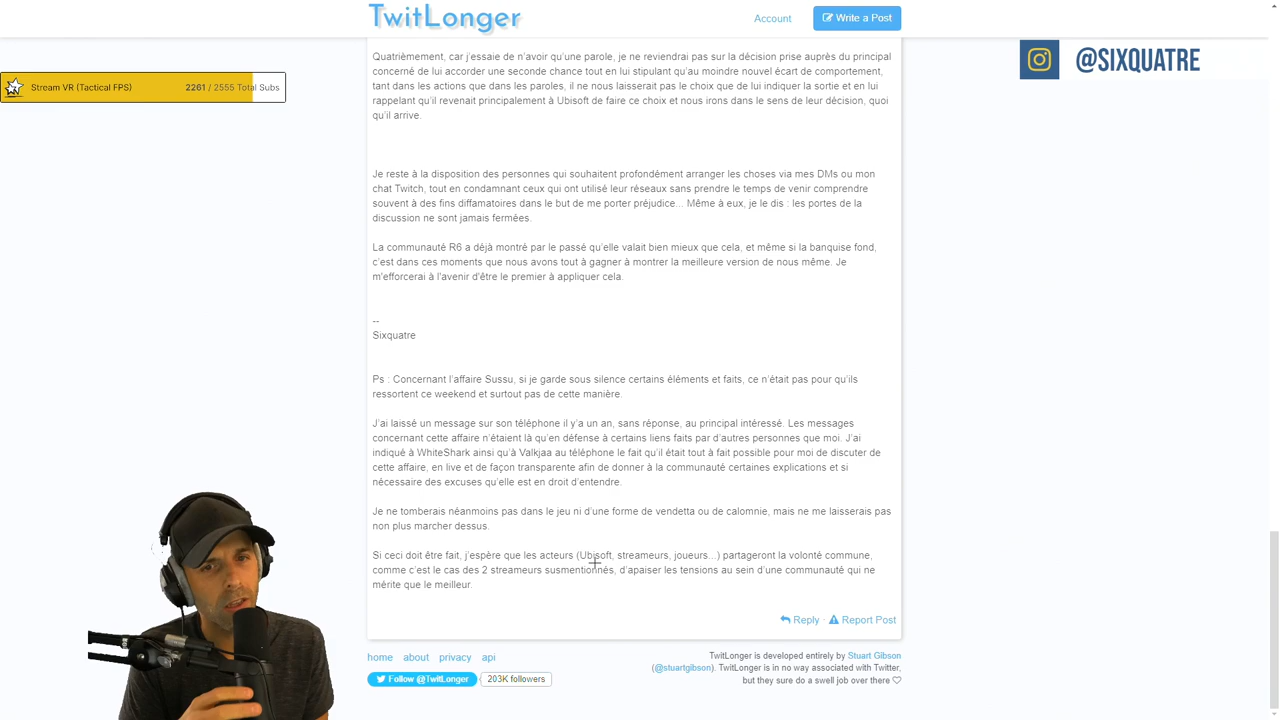 TwitLonger
Account
Write a Post
@SIXQUATRE
Stream VR (Tactical FPS)
2261 / 2555 Total Subs
Quatrièmement, car j'essaie de n'avoir qu'une parole, je ne reviendrai pas sur la décision prise auprès du principal
concerné de lui accorder une seconde chance tout en lui stipulant qu'au moindre nouvel écart de comportement,
tant dans les actions que dans les paroles, il ne nous laisserait pas le choix que de lui indiquer la sortie et en lui
rappelant qu'il revenait principalement à Ubisoft de faire ce choix et nous irons dans le sens de leur décision, quoi
qu'il arrive.
Je reste à la disposition des personnes qui souhaitent profondément arranger les choses via mes DMs ou mon
chat Twitch, tout en condamnant ceux qui ont utilisé leur réseaux sans prendre le temps de venir comprendre
souvent à des fins diffamatoires dans le but de me porter préjudice... Même à eux, je le dis : les portes de la
discussion ne sont jamais fermées.
La communauté R6 a déjà montré par le passé qu'elle valait bien mieux que cela, et même si la banquise fond,
c'est dans ces moments que nous avons tout à gagner à montrer la meilleure version de nous même. Je
m'efforcerai à l'avenir d'être le premier à appliquer cela.
--
Sixquatre
Ps : Concernant l'affaire Sussu, si je garde sous silence certains éléments et faits, ce n'était pas pour qu'ils
ressortent ce weekend et surtout pas de cette manière.
J'ai laissé un message sur son téléphone il y'a un an, sans réponse, au principal intéressé. Les messages
concernant cette affaire n'étaient là qu'en défense à certains liens faits par d'autres personnes que moi. J'ai
indiqué à WhiteShark ainsi qu'à Valkjaa au téléphone le fait qu'il était tout à fait possible pour moi de discuter de
cette affaire, en live et de façon transparente afin de donner à la communauté certaines explications et si
nécessaire des excuses qu'elle est en droit d'entendre.
Je ne tomberais néanmoins pas dans le jeu ni d'une forme de vendetta ou de calomnie, mais ne me laisserais pas
non plus marcher dessus.
Si ceci doit être fait, j'espère que les acteurs (Ubisoft, streameurs, joueurs...) partageront la volonté commune,
comme c'est le cas des 2 streameurs susmentionnés, d'apaiser les tensions au sein d'une communauté qui ne
mérite que le meilleur.
Reply · Report Post
home about privacy api
Follow @TwitLonger
203K followers
TwitLonger is developed entirely by Stuart Gibson
(@stuartgibson). TwitLonger is in no way associated with Twitter,
but they sure do a swell job over there